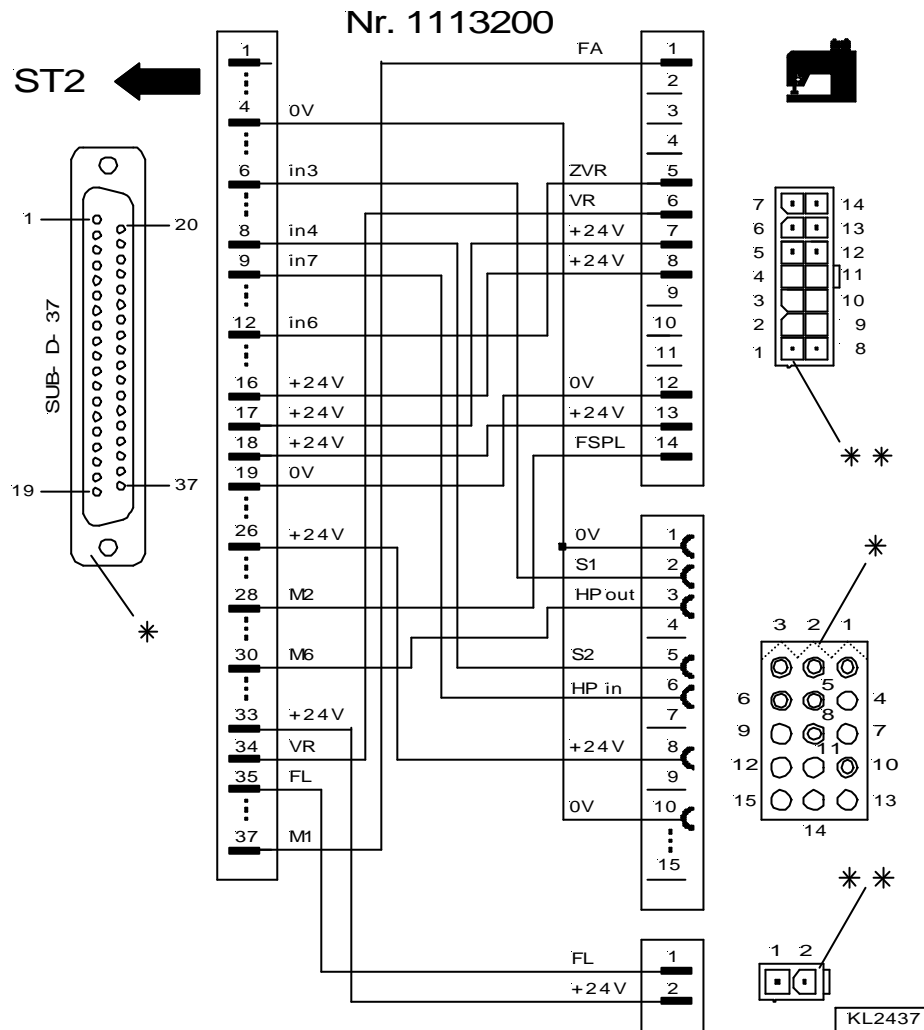 Nr. 1113200
ST2
1
4 0V
6 in3
8 in4
9 in7
12 in6
16 +24V
17 +24V
18 +24V
19 0V
26 +24V
28 M2
30 M6
33 +24V
34 VR
35 FL
37 M1
1
20
SUB-D-37
19
37
*
FA 1
2
3
4
ZVR 5
VR 6
+24V 7
+24V 8
9
10
11
0V 12
+24V 13
FSPL 14
0V 1
S1 2
HP out 3
4
S2 5
HP in 6
7
+24V 8
9
0V 10
15
FL 1
+24V 2
7 14
6 13
5 12
4 11
3 10
2 9
1 8
* *
*
3 2 1
5
6 4
8
9 7
11
12 10
15 13
14
* *
1 2
KL2437